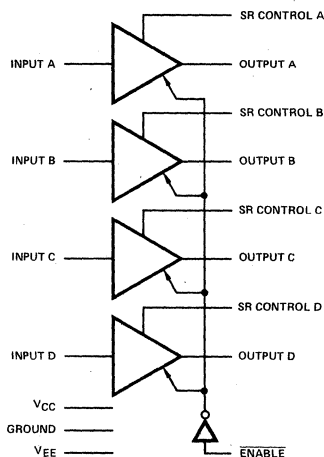 SR CONTROL A
INPUT A
OUTPUT A
SR CONTROL B
INPUT B
OUTPUT B
SR CONTROL C
INPUT C
OUTPUT C
SR CONTROL D
INPUT D
OUTPUT D
VCC
GROUND
VEE
ENABLE